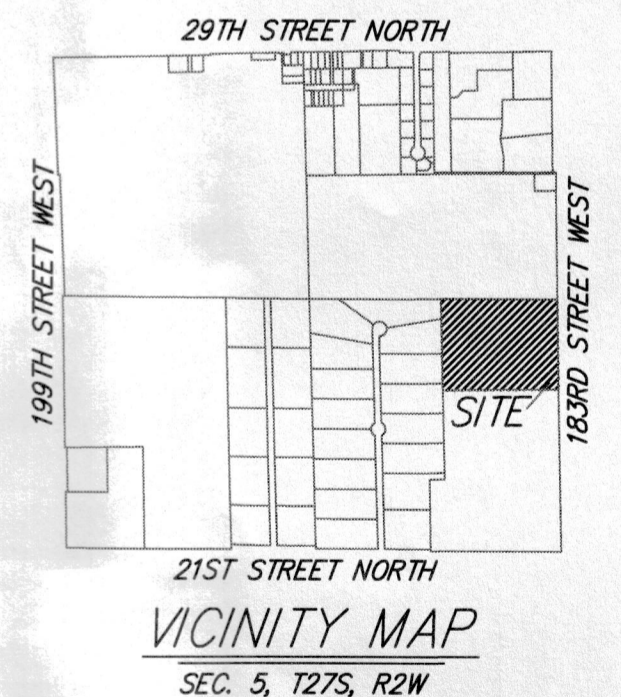 29TH STREET NORTH
199TH STREET WEST
183RD STREET WEST
SITE
21ST STREET NORTH
VICINITY MAP
SEC. 5, T27S, R2W